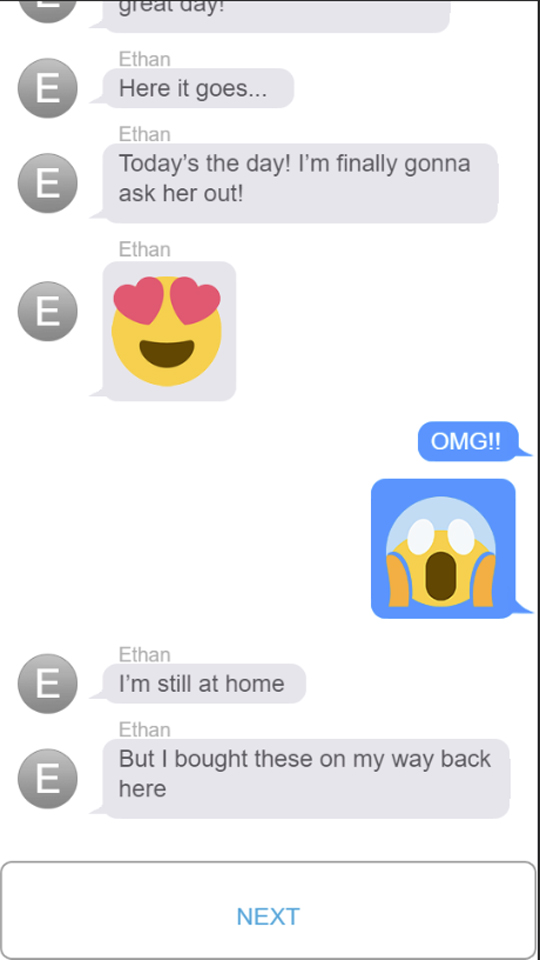 great day!
E
Ethan
E
Here it goes...
Ethan
E
Today’s the day! I’m finally gonna
ask her out!
Ethan
E
OMG!!
Ethan
E
I’m still at home
Ethan
E
But I bought these on my way back
here
NEXT